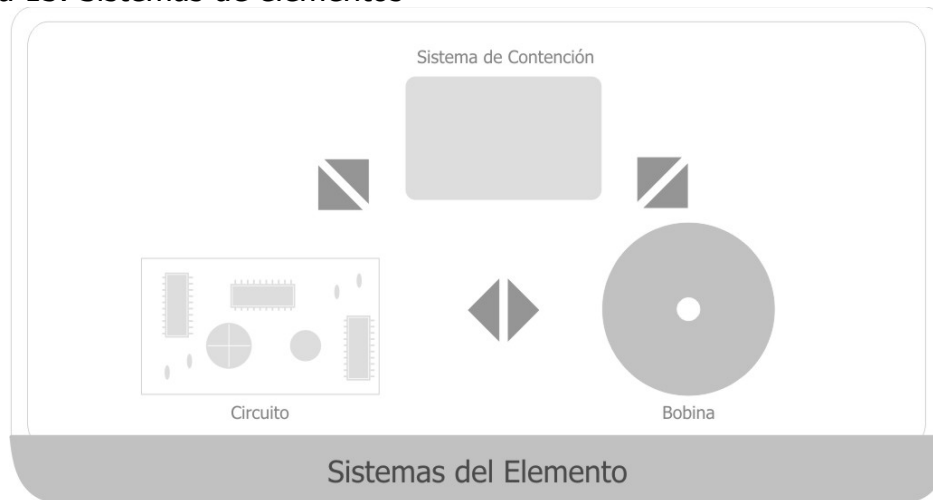 13. Sistemas de elementos
Sistema de Contención
Circuito
Bobina
Sistemas del Elemento